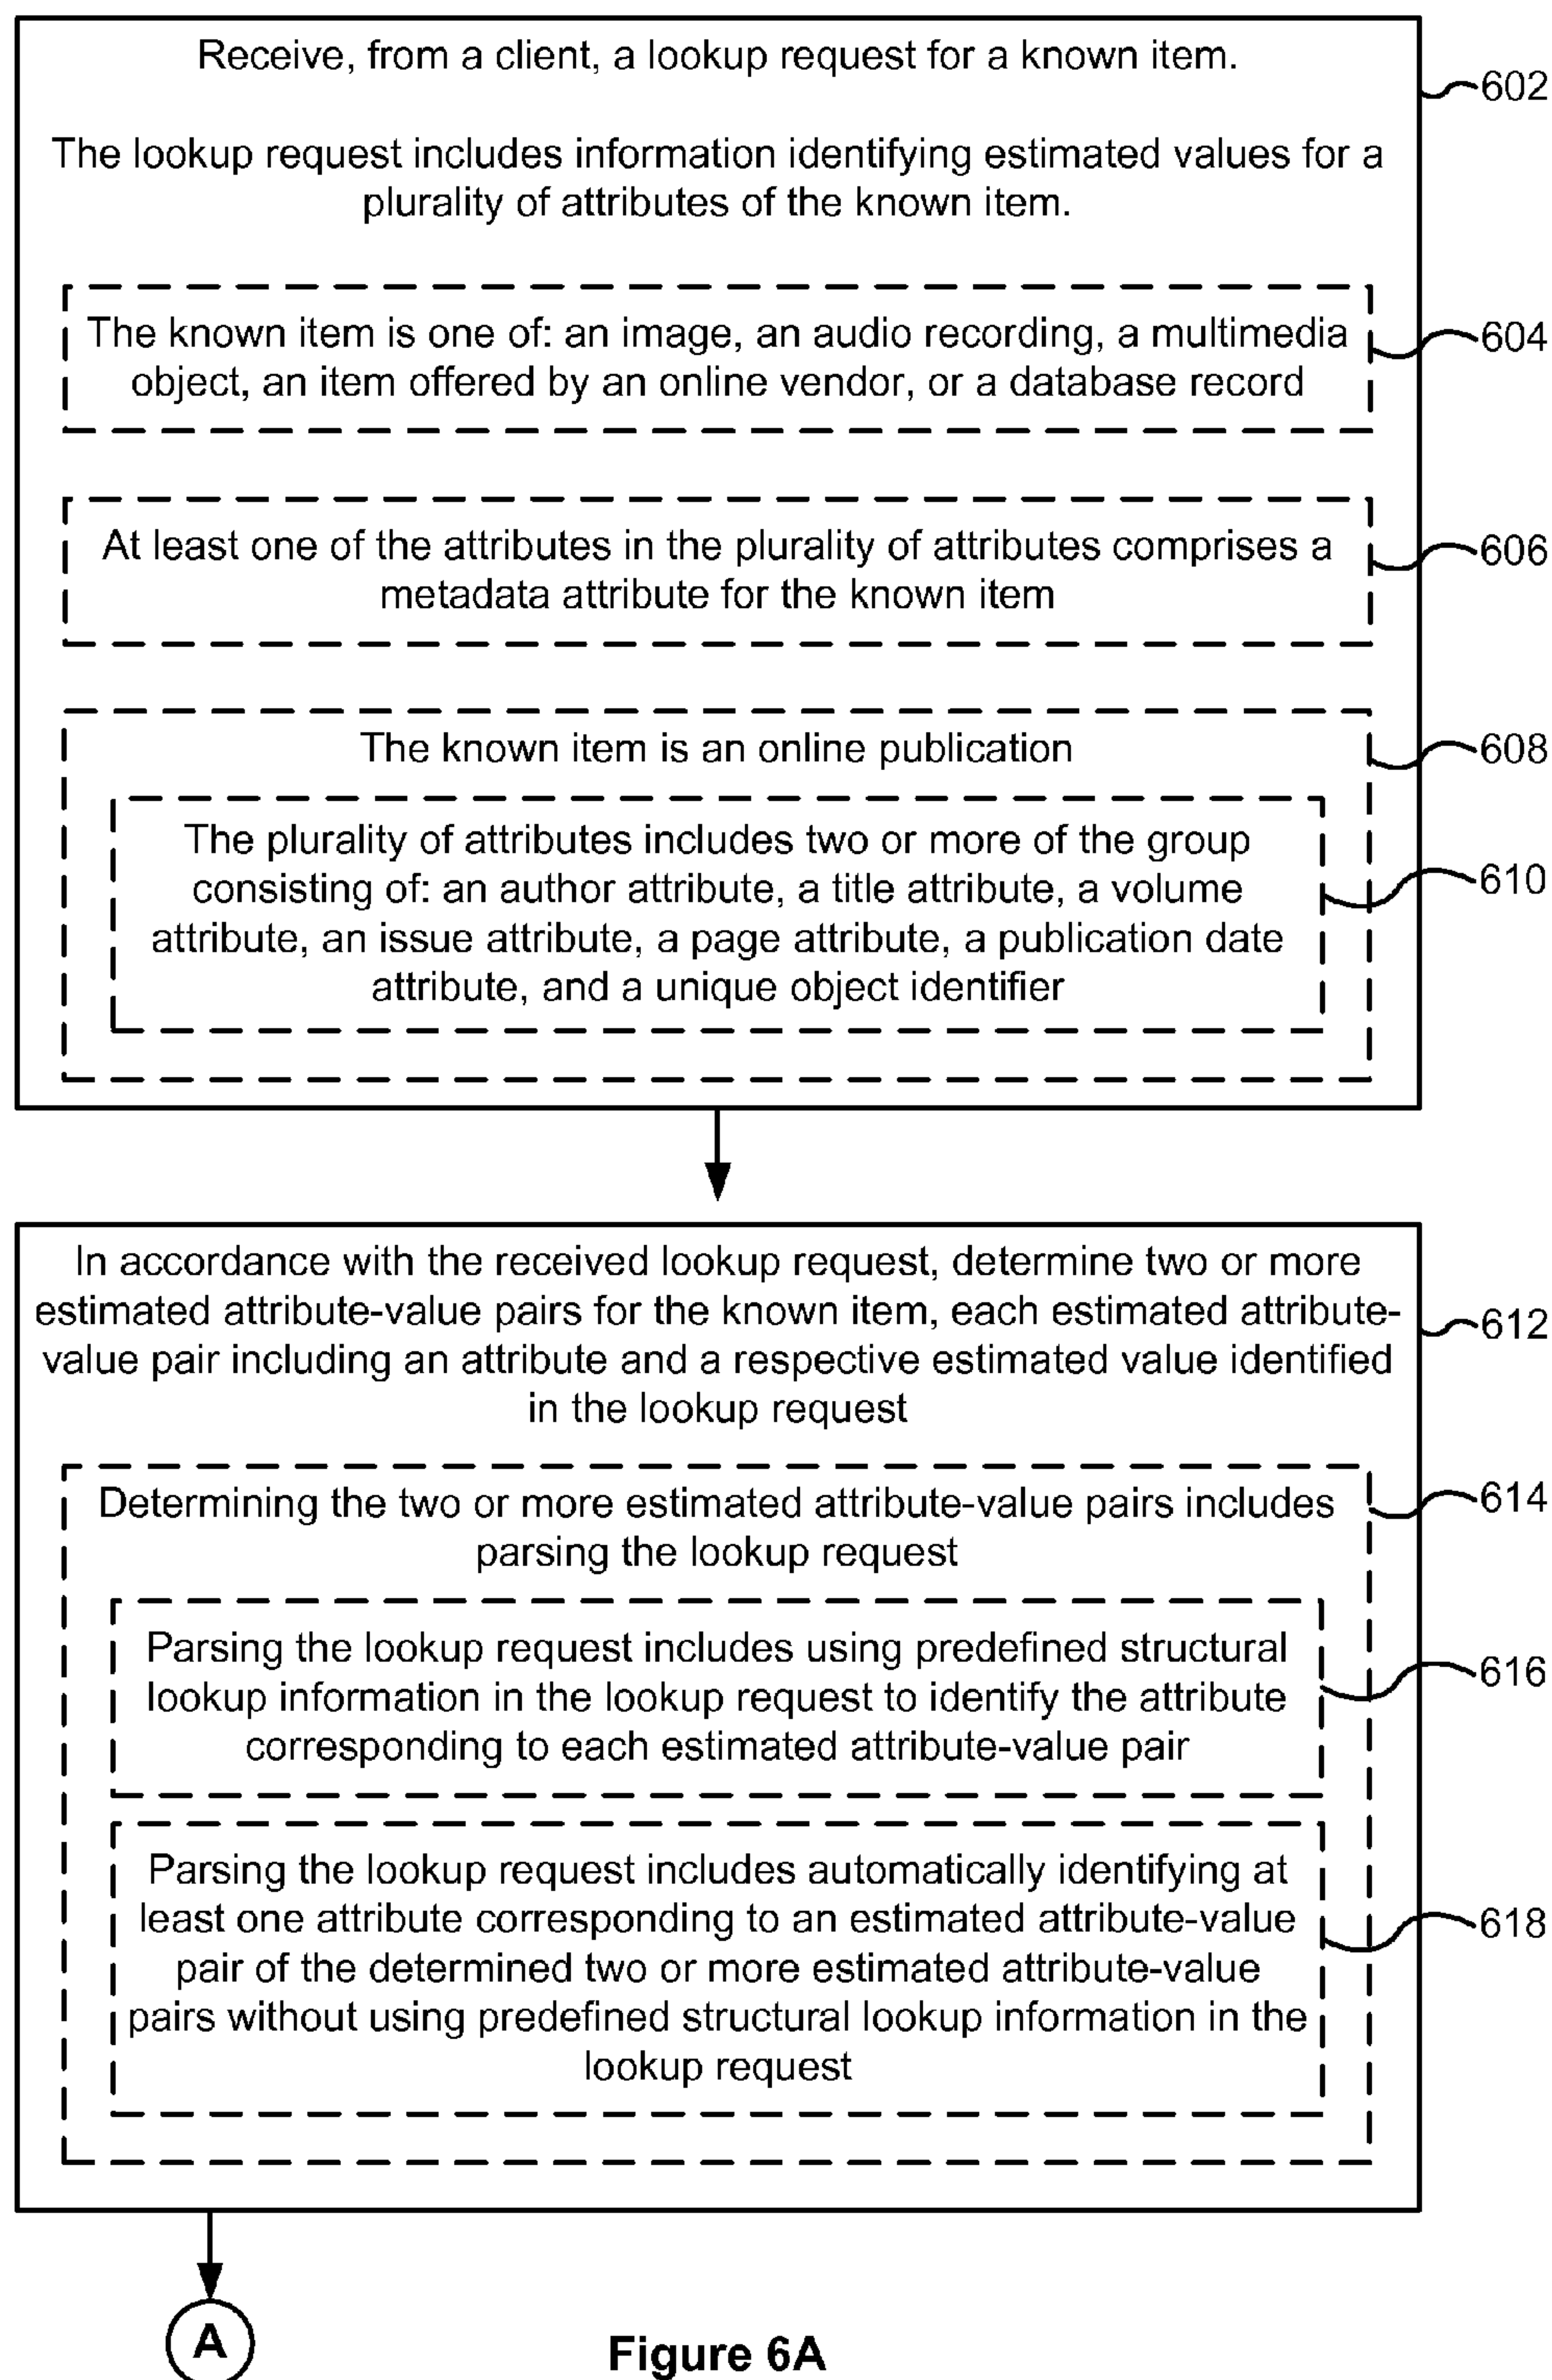 Receive, from a client, a lookup request for a known item.
602
The lookup request includes information identifying estimated values for a
plurality of attributes of the known item.
The known item is one of: an image, an audio recording, a multimedia
object, an item offered by an online vendor, or a database record
604
At least one of the attributes in the plurality of attributes comprises a
metadata attribute for the known item
606
The known item is an online publication
608
The plurality of attributes includes two or more of the group
consisting of: an author attribute, a title attribute, a volume
attribute, an issue attribute, a page attribute, a publication date
attribute, and a unique object identifier
610
In accordance with the received lookup request, determine two or more
estimated attribute-value pairs for the known item, each estimated attribute-
value pair including an attribute and a respective estimated value identified
in the lookup request
612
Determining the two or more estimated attribute-value pairs includes
parsing the lookup request
614
Parsing the lookup request includes using predefined structural
lookup information in the lookup request to identify the attribute
corresponding to each estimated attribute-value pair
616
Parsing the lookup request includes automatically identifying at
least one attribute corresponding to an estimated attribute-value
pair of the determined two or more estimated attribute-value
pairs without using predefined structural lookup information in the
lookup request
618
A
Figure 6A